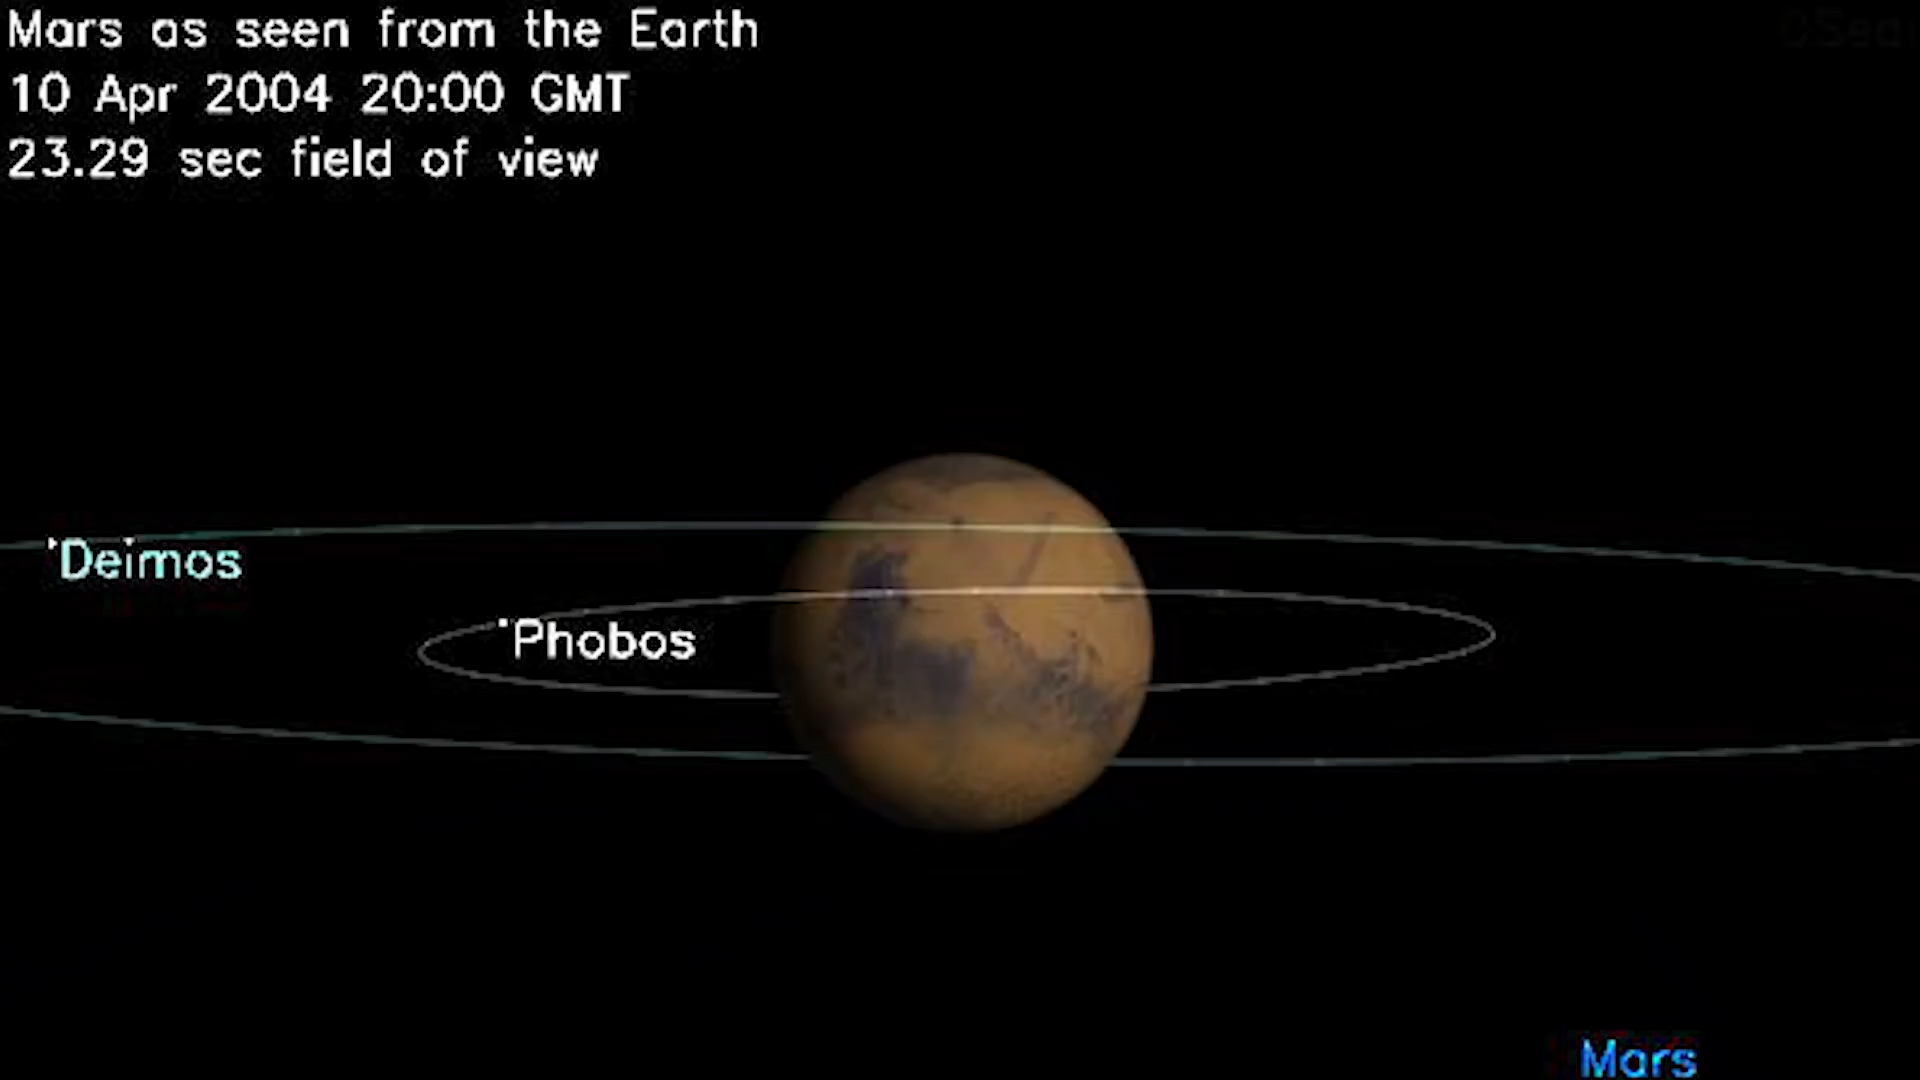 Mars as seen from the Earth
10 Apr 2004 20:00 GMT
23.29 sec field of view
Deimos
Phobos
Mars